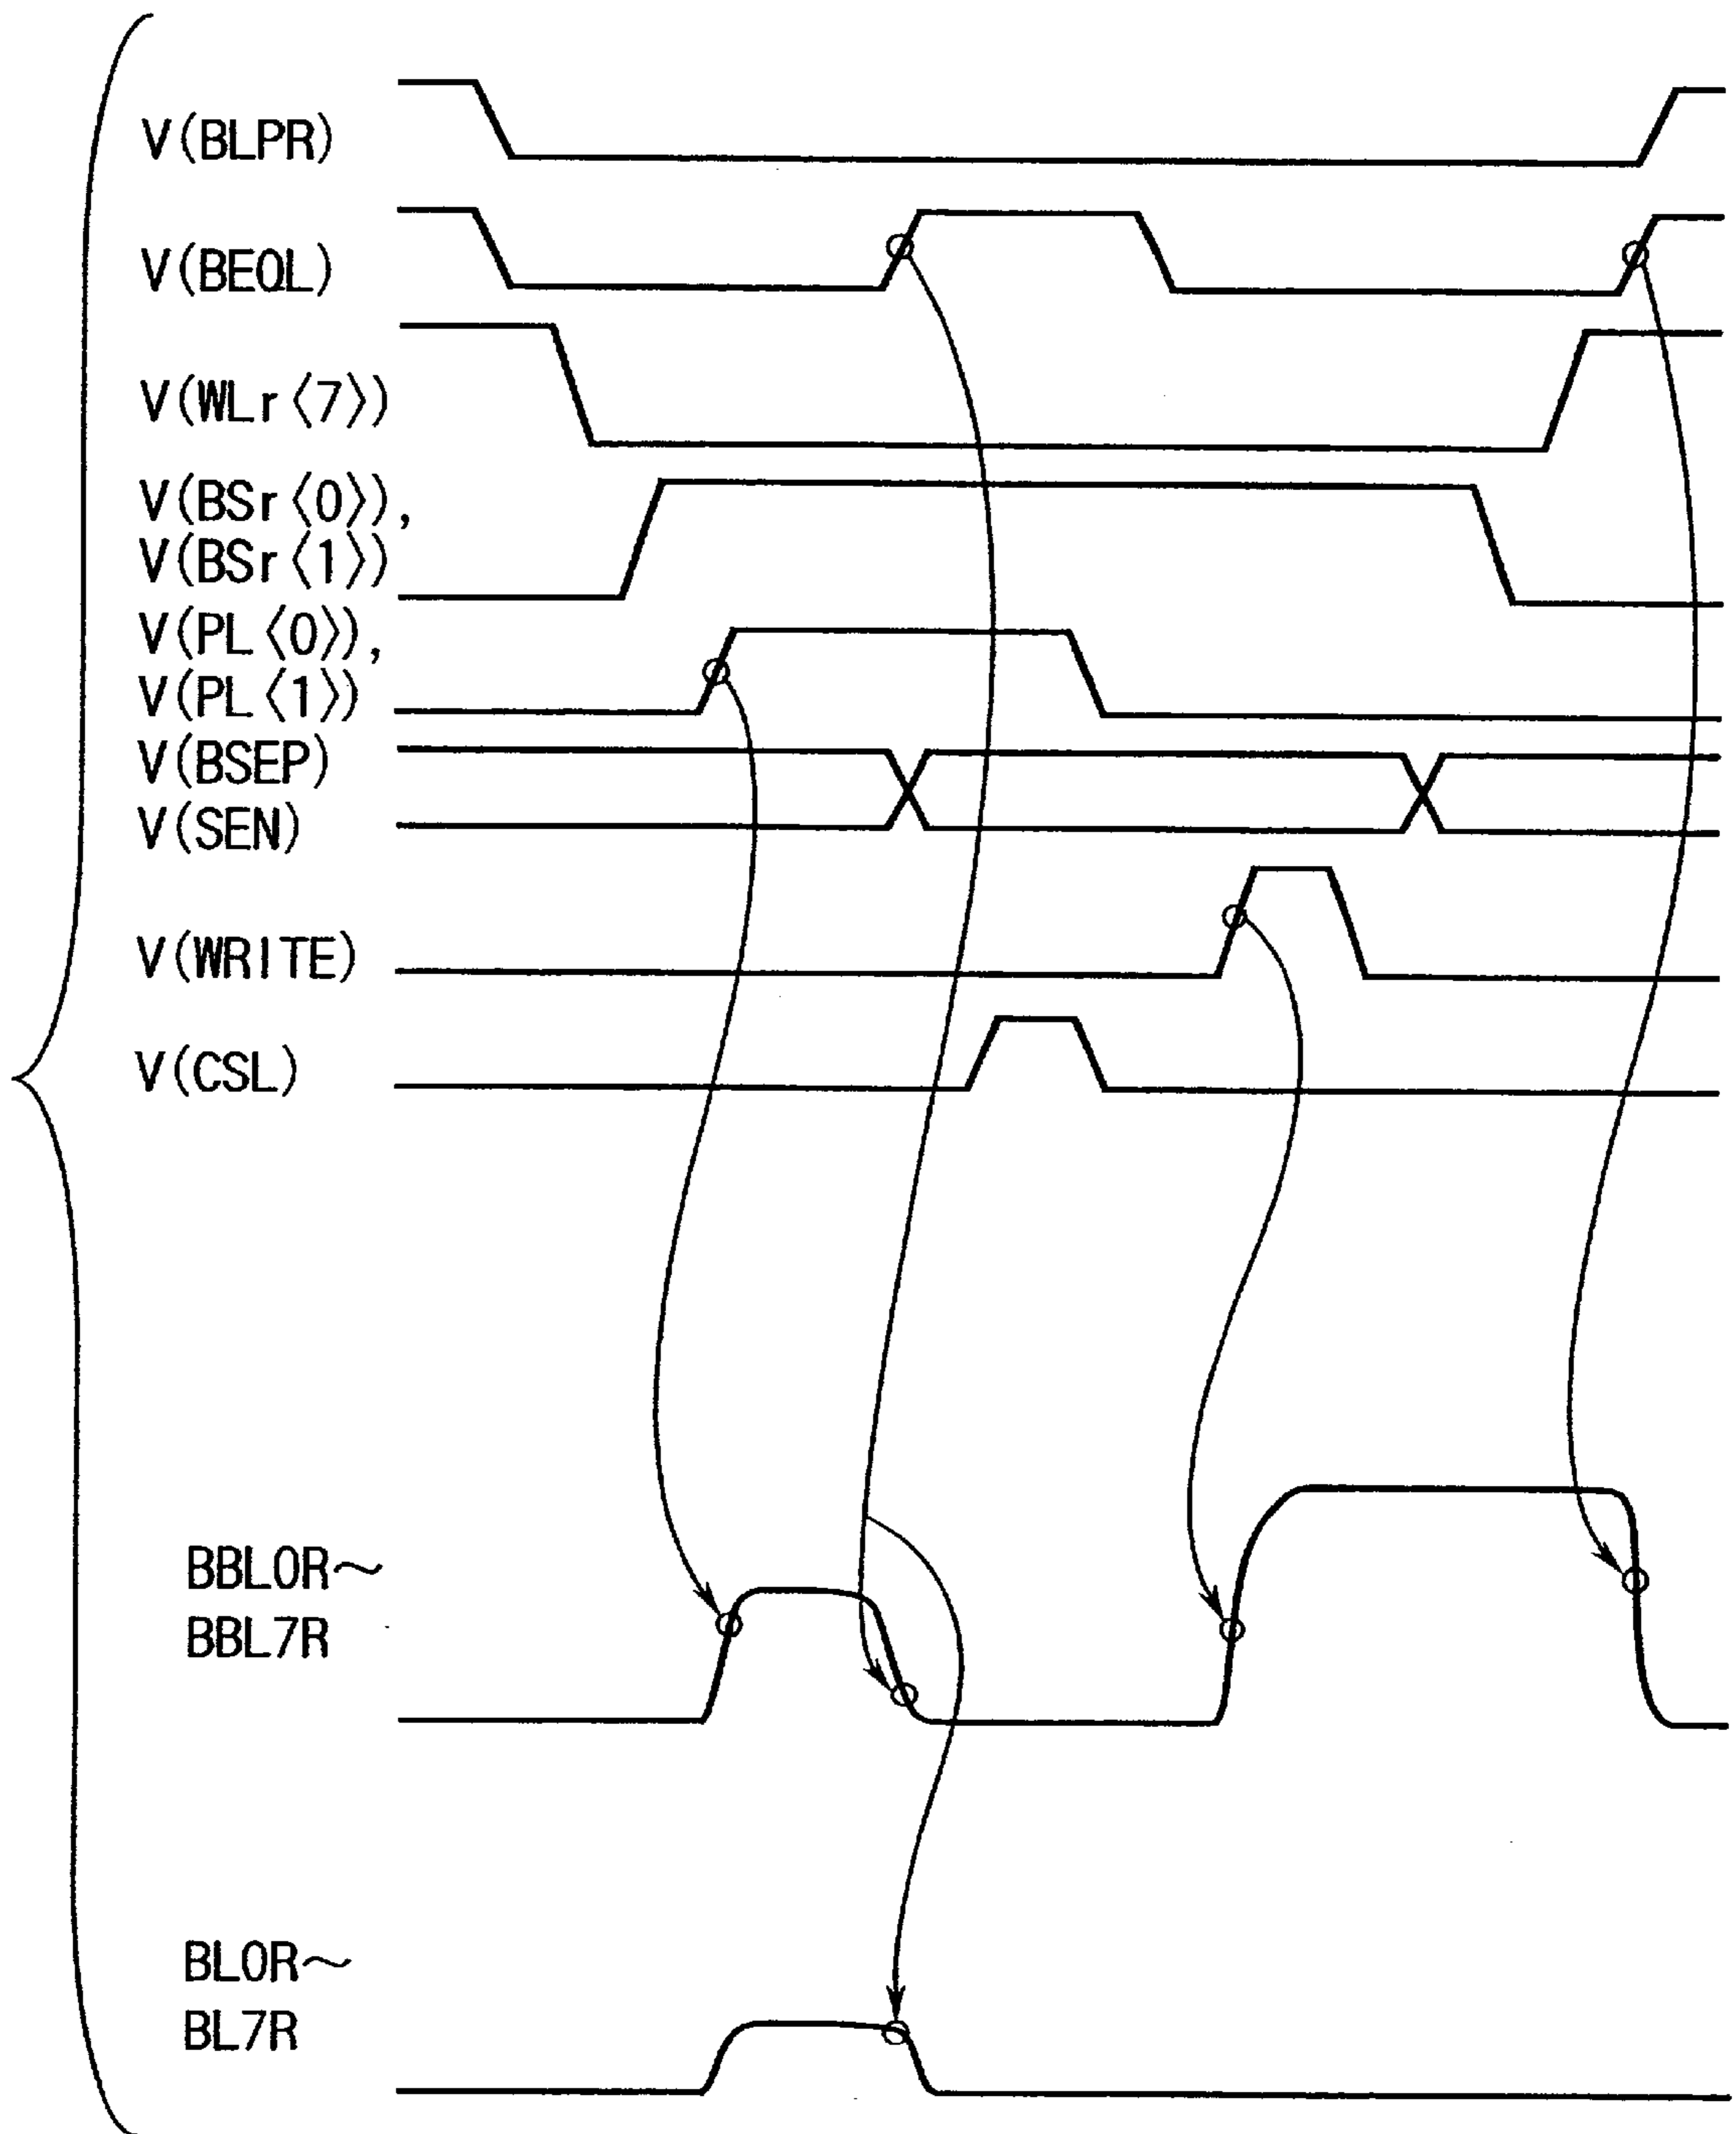 V(BLPR)
V(BEQL)
V(WLr〈7〉)
V(BSr〈0〉),
V(BSr〈1〉)
V(PL〈0〉),
V(PL〈1〉)
V(BSEP)
V(SEN)
V(WRITE)
V(CSL)
BBL0R~
BBL7R
BL0R~
BL7R